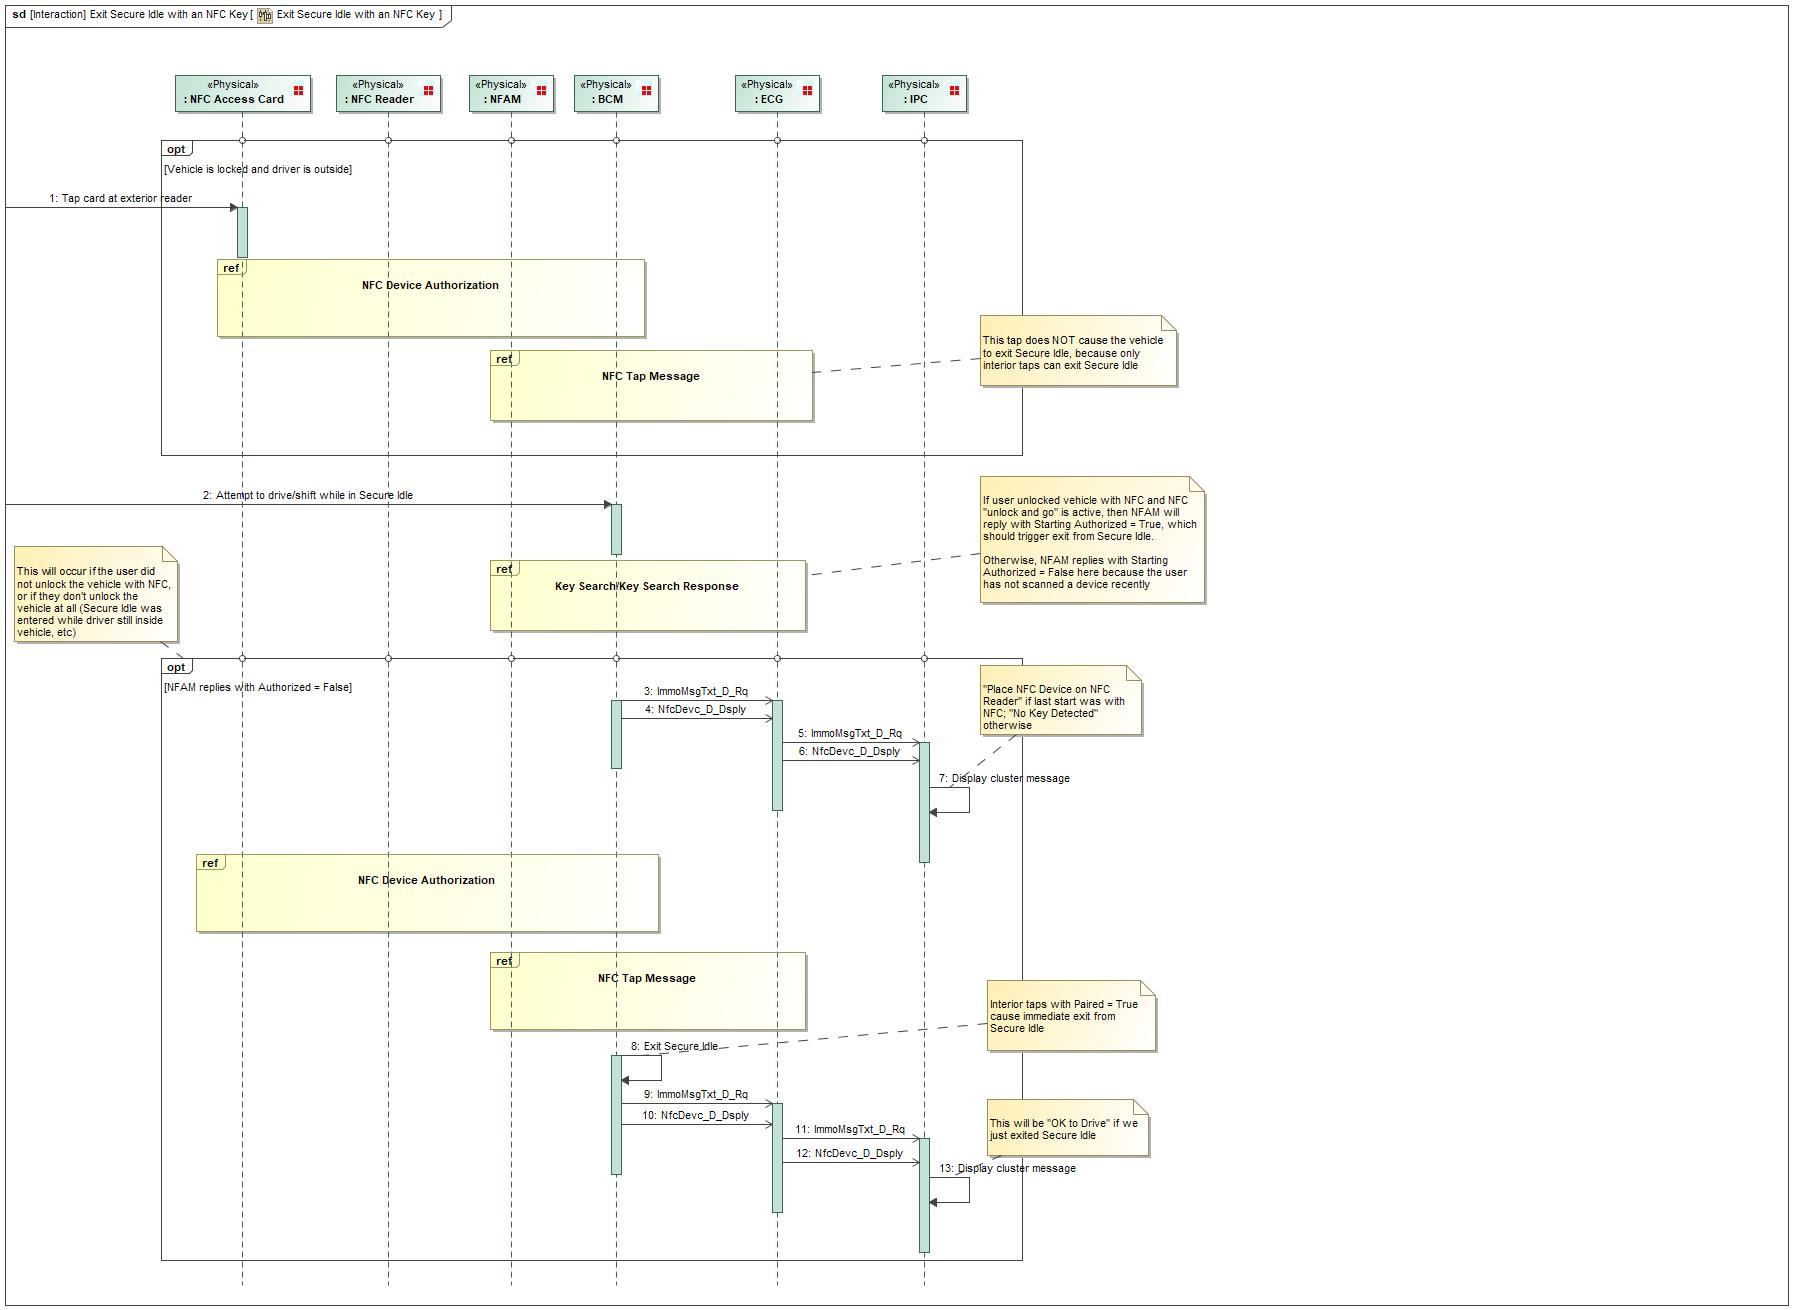 sd [Interaction] Exit Secure Idle with an NFC Key [ Exit Secure Idle with an NFC Key ]
«Physical»
: NFC Access Card
«Physical»
: NFC Reader
«Physical»
: NFAM
«Physical»
: BCM
«Physical»
: ECG
«Physical»
: IPC
opt
[Vehicle is locked and driver is outside]
1: Tap card at exterior reader
ref
NFC Device Authorization
ref
NFC Tap Message
This tap does NOT cause the vehicle
to exit Secure Idle, because only
interior taps can exit Secure Idle
2: Attempt to drive/shift while in Secure Idle
If user unlocked vehicle with NFC and NFC
"unlock and go" is active, then NFAM will
reply with Starting Authorized = True, which
should trigger exit from Secure Idle.
Otherwise, NFAM replies with Starting
Authorized = False here because the user
has not scanned a device recently
ref
Key Search/Key Search Response
This will occur if the user did
not unlock the vehicle with NFC,
or if they don't unlock the
vehicle at all (Secure Idle was
entered while driver still inside
vehicle, etc)
opt
[NFAM replies with Authorized = False]
3: ImmoMsgTxt_D_Rq
4: NfcDevc_D_Dsply
5: ImmoMsgTxt_D_Rq
6: NfcDevc_D_Dsply
"Place NFC Device on NFC
Reader" if last start was with
NFC; "No Key Detected"
otherwise
7: Display cluster message
ref
NFC Device Authorization
ref
NFC Tap Message
Interior taps with Paired = True
cause immediate exit from
Secure Idle
8: Exit Secure Idle
9: ImmoMsgTxt_D_Rq
10: NfcDevc_D_Dsply
11: ImmoMsgTxt_D_Rq
12: NfcDevc_D_Dsply
This will be "OK to Drive" if we
just exited Secure Idle
13: Display cluster message